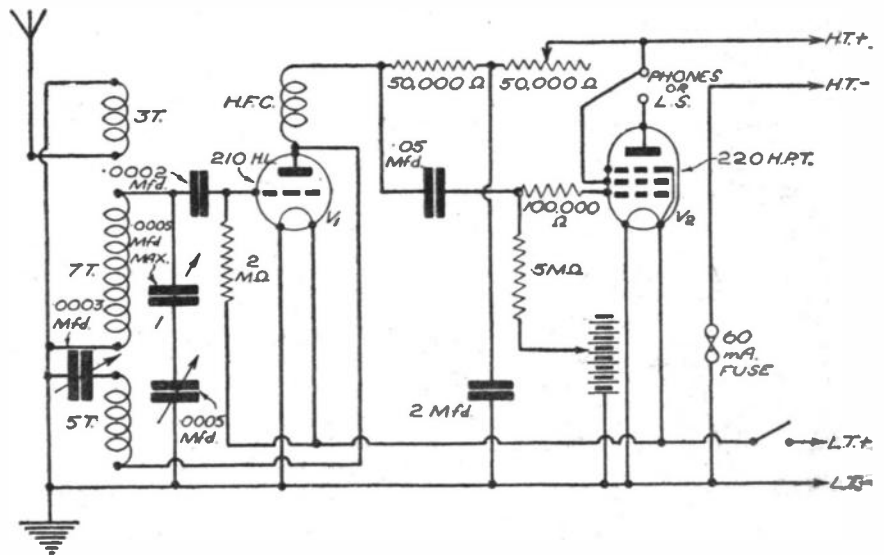 H.T.+
H.T.-
50,000 Ω
50,000 Ω
PHONES
OR
L.S.
3T.
H.F.C.
.0002
Mfd.
210 H.L.
.05
Mfd.
220 H.P.T.
V1
V2
100,000
Ω
.0005
Mfd
MAX.
7T.
2
MΩ
5MΩ
.0003
Mfd.
1
60
mA.
FUSE
5T.
.0005
Mfd.
2 Mfd.
L.T.+
L.T.-